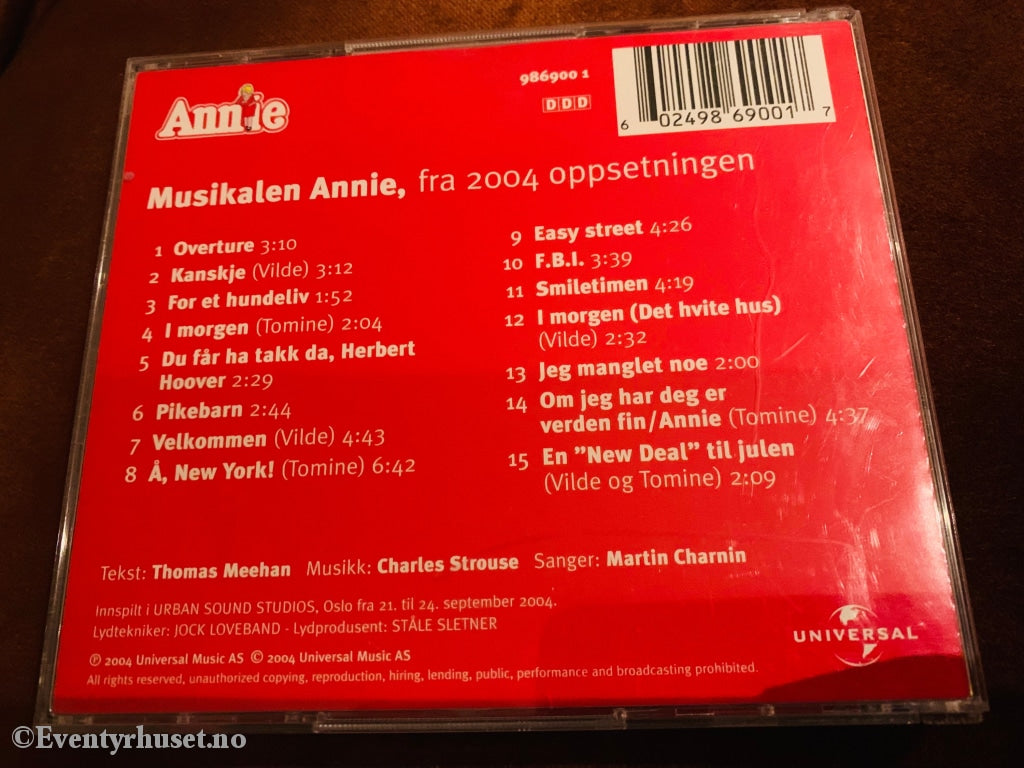 Annie
986900 1
DDD
6 02498 69001 7
Musikalen Annie, fra 2004 oppsetningen
1 Overture 3:10
2 Kanskje (Vilde) 3:12
3 For et hundeliv 1:52
4 I morgen (Tomine) 2:04
5 Du får ha takk da, Herbert
Hoover 2:29
6 Pikebarn 2:44
7 Velkommen (Vilde) 4:43
8 Å, New York! (Tomine) 6:42
9 Easy street 4:26
10 F.B.I. 3:39
11 Smiletimen 4:19
12 I morgen (Det hvite hus)
(Vilde) 2:32
13 Jeg manglet noe 2:00
14 Om jeg har deg er
verden fin/Annie (Tomine) 4:37
15 En ”New Deal” til julen
(Vilde og Tomine) 2:09
Tekst: Thomas Meehan Musikk: Charles Strouse Sanger: Martin Charnin
Innspilt i URBAN SOUND STUDIOS, Oslo fra 21. til 24. september 2004.
Lydtekniker: JOCK LOVEBAND - Lydprodusent: STÅLE SLETNER
℗ 2004 Universal Music AS © 2004 Universal Music AS
All rights reserved, unauthorized copying, reproduction, hiring, lending, public, performance and broadcasting prohibited.
UNIVERSAL
©Eventyrhuset.no